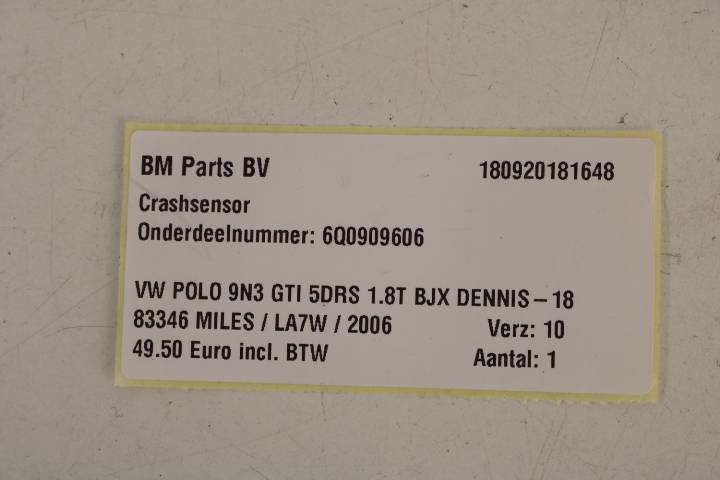 BM Parts BV 180920181648
Crashsensor
Onderdeelnummer: 6Q0909606
VW POLO 9N3 GTI 5DRS 1.8T BJX DENNIS-18
83346 MILES / LA7W / 2006 Verz: 10
49.50 Euro incl. BTW Aantal: 1